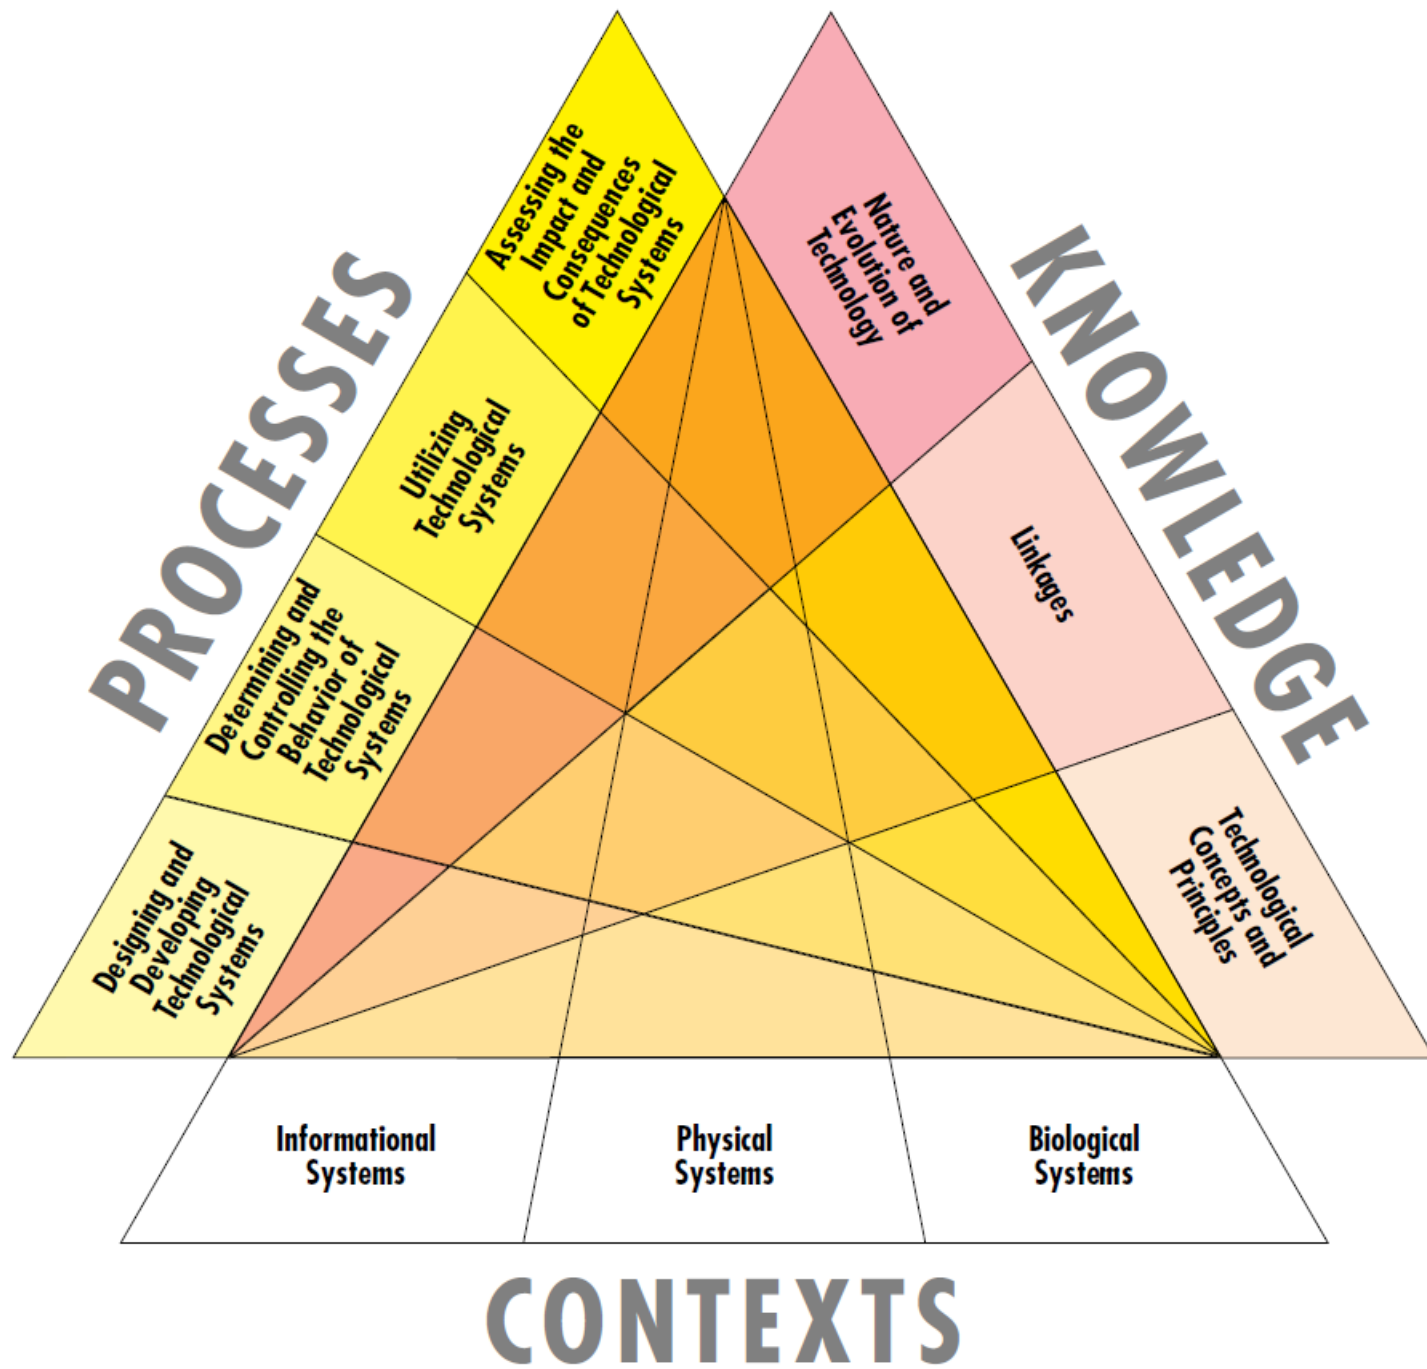 PROCESSES
Assessing the
Impact and
Consequences
of Technological
Systems
Utilizing
Technological
Systems
Determining and
Controlling the
Behavior of
Technological
Systems
Designing and
Developing
Technological
Systems
KNOWLEDGE
Nature and
Evolution of
Technology
Linkages
Technological
Concepts and
Principles
Informational
Systems
Physical
Systems
Biological
Systems
CONTEXTS